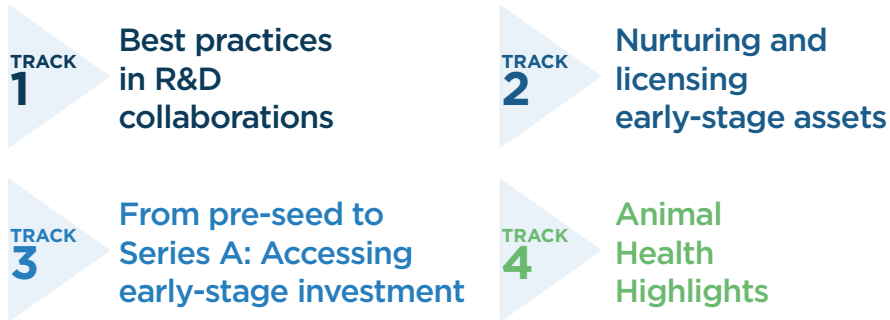 TRACK
1
Best practices
in R&D
collaborations
TRACK
2
Nurturing and
licensing
early-stage assets
TRACK
3
From pre-seed to
Series A: Accessing
early-stage investment
TRACK
4
Animal
Health
Highlights